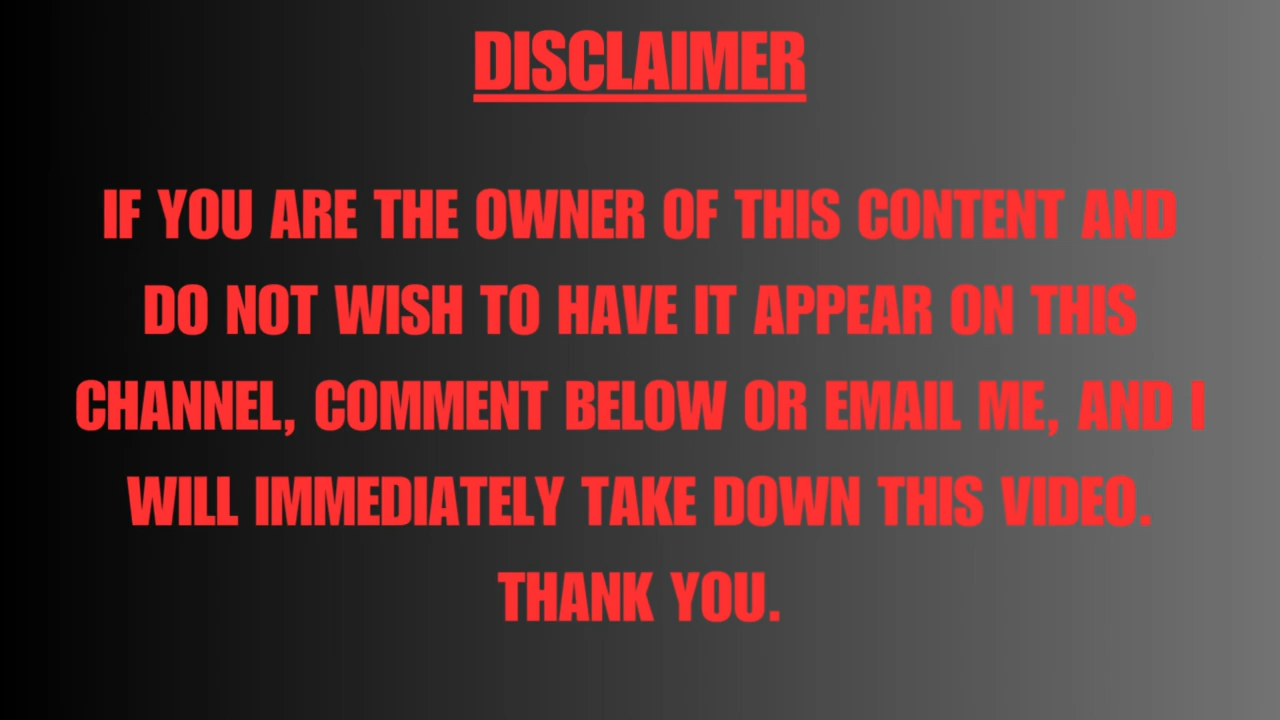 DISCLAIMER
IF YOU ARE THE OWNER OF THIS CONTENT AND
DO NOT WISH TO HAVE IT APPEAR ON THIS
CHANNEL, COMMENT BELOW OR EMAIL ME, AND I
WILL IMMEDIATELY TAKE DOWN THIS VIDEO.
THANK YOU.